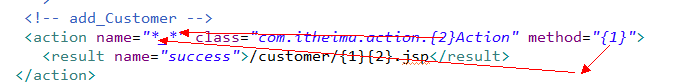 <!-- add_Customer -->
<action name="*_*" class="com.itheima.action.{2}Action" method="{1}">
<result name="success">/customer/{1}{2}.jsp</result>
</action>